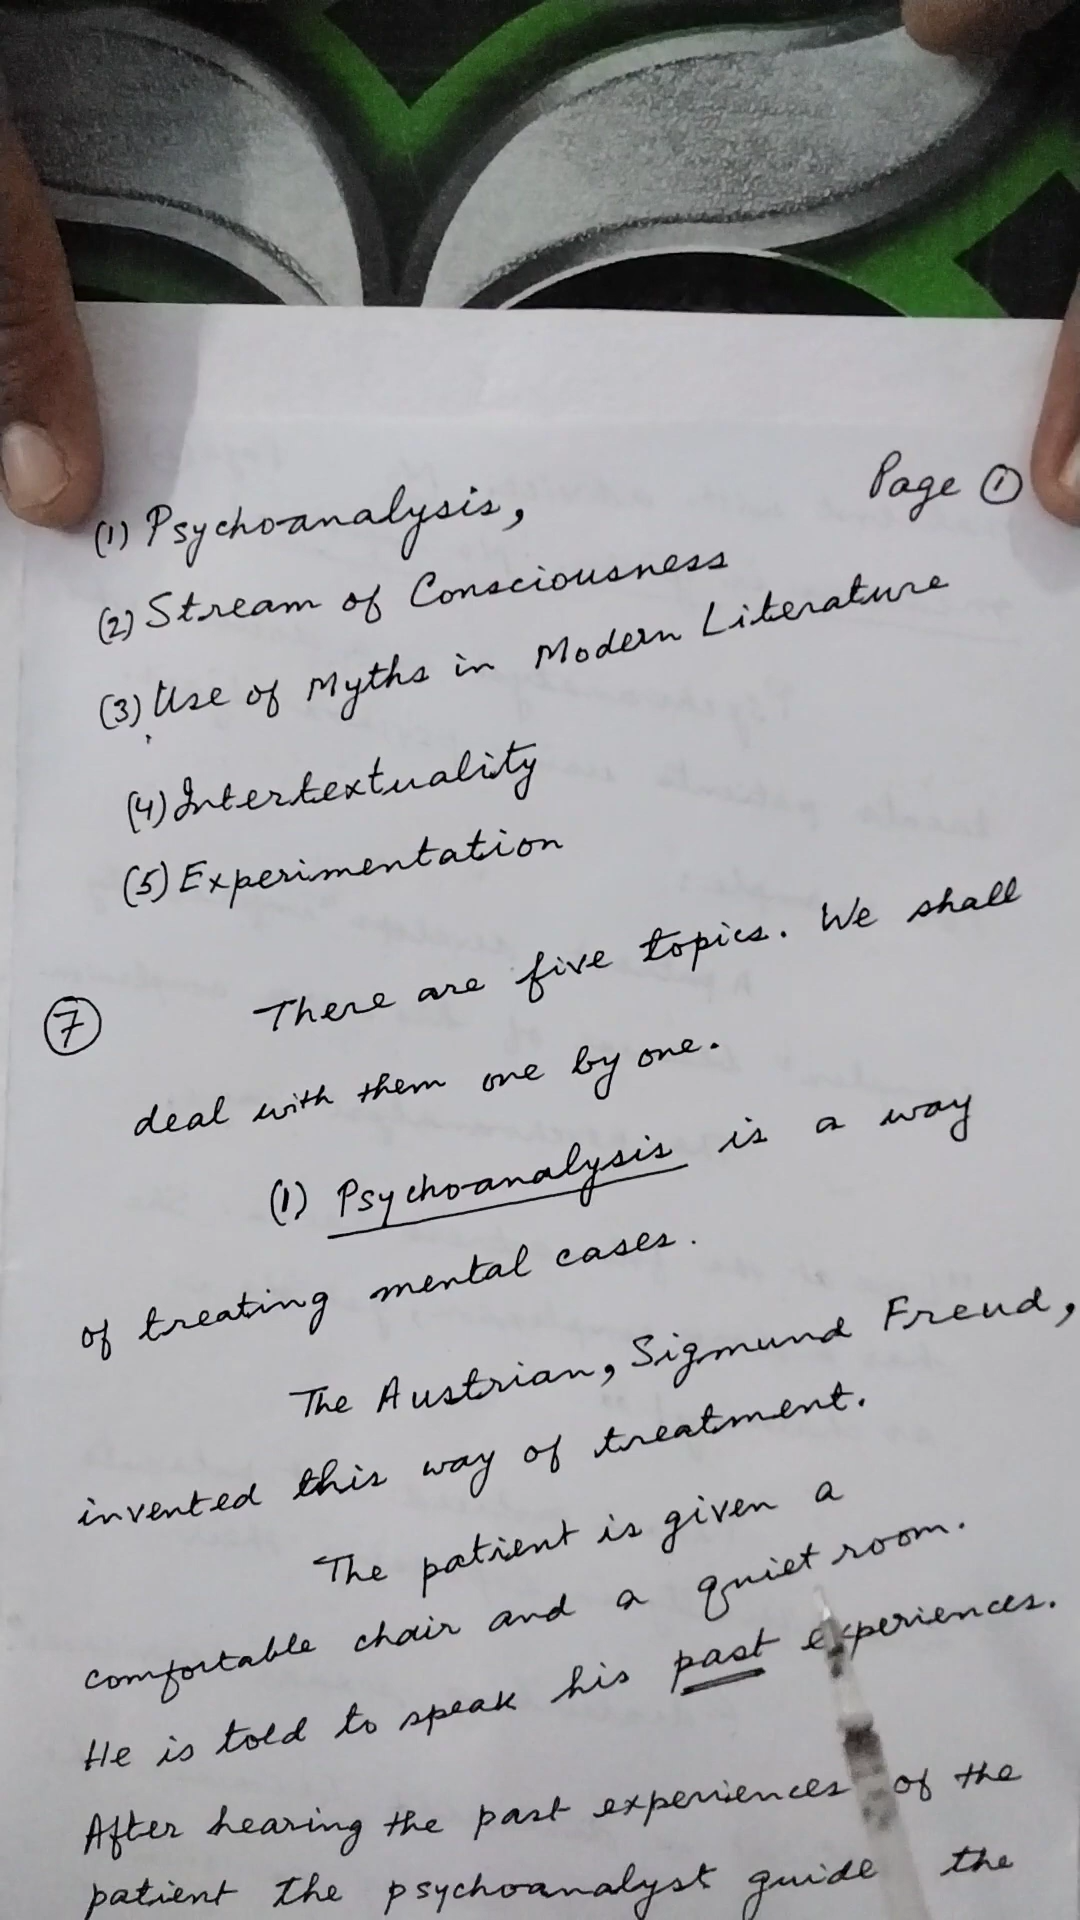 Page ①
(1) Psychoanalysis,
(2) Stream of Consciousness
(3) Use of Myths in Modern Literature
(4) Intertextuality
(5) Experimentation
⑦ There are five topics. We shall
deal with them one by one.
(1) Psychoanalysis is a way
of treating mental cases.
The Austrian, Sigmund Freud,
invented this way of treatment.
The patient is given a
comfortable chair and a quiet room.
He is told to speak his past experiences.
After hearing the past experiences of the
patient the psychoanalyst guide the